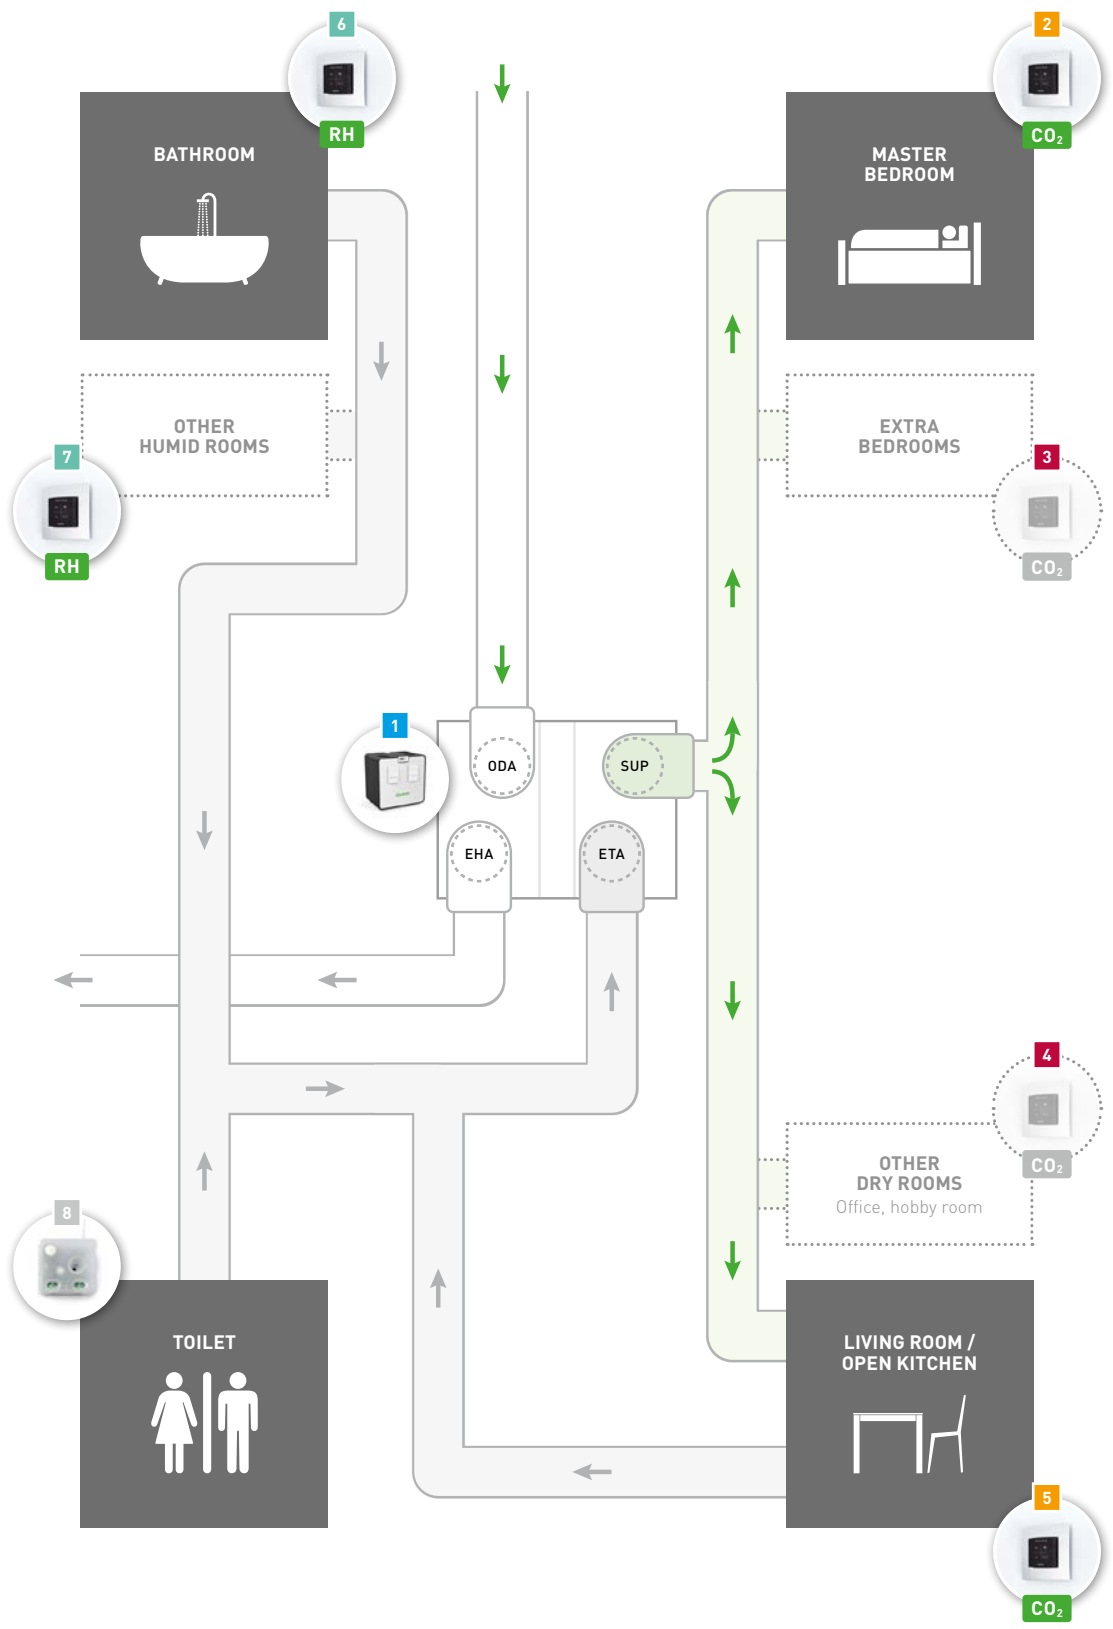 6
RH
BATHROOM
2
CO₂
MASTER
BEDROOM
OTHER
HUMID ROOMS
7
RH
EXTRA
BEDROOMS
3
CO₂
1
ODA
SUP
EHA
ETA
4
CO₂
OTHER
DRY ROOMS
Office, hobby room
8
TOILET
LIVING ROOM /
OPEN KITCHEN
5
CO₂